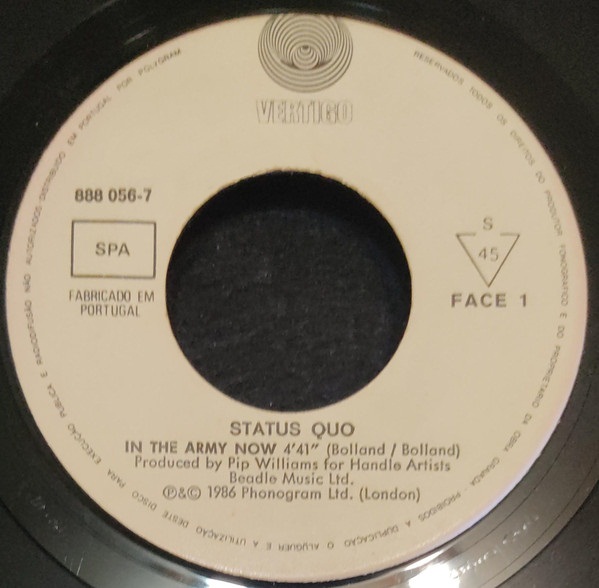 VERTIGO
888 056-7
SPA
FABRICADO EM
PORTUGAL
S
45
FACE 1
STATUS QUO
IN THE ARMY NOW 4'41" (Bolland / Bolland)
Produced by Pip Williams for Handle Artists
Beadle Music Ltd.
℗&© 1986 Phonogram Ltd. (London)
RESERVADOS TODOS OS DIREITOS DO PRODUTOR FONOGRÁFICO E DO PROPRIETÁRIO DA OBRA GRAVADA - PROIBIDOS A DUPLICAÇÃO O ALUGUER E A UTILIZAÇÃO DESTE DISCO PARA EXECUÇÃO PÚBLICA E RADIODIFUSÃO NÃO AUTORIZADOS-DISTRIBUÍDO EM PORTUGAL POR POLYGRAM